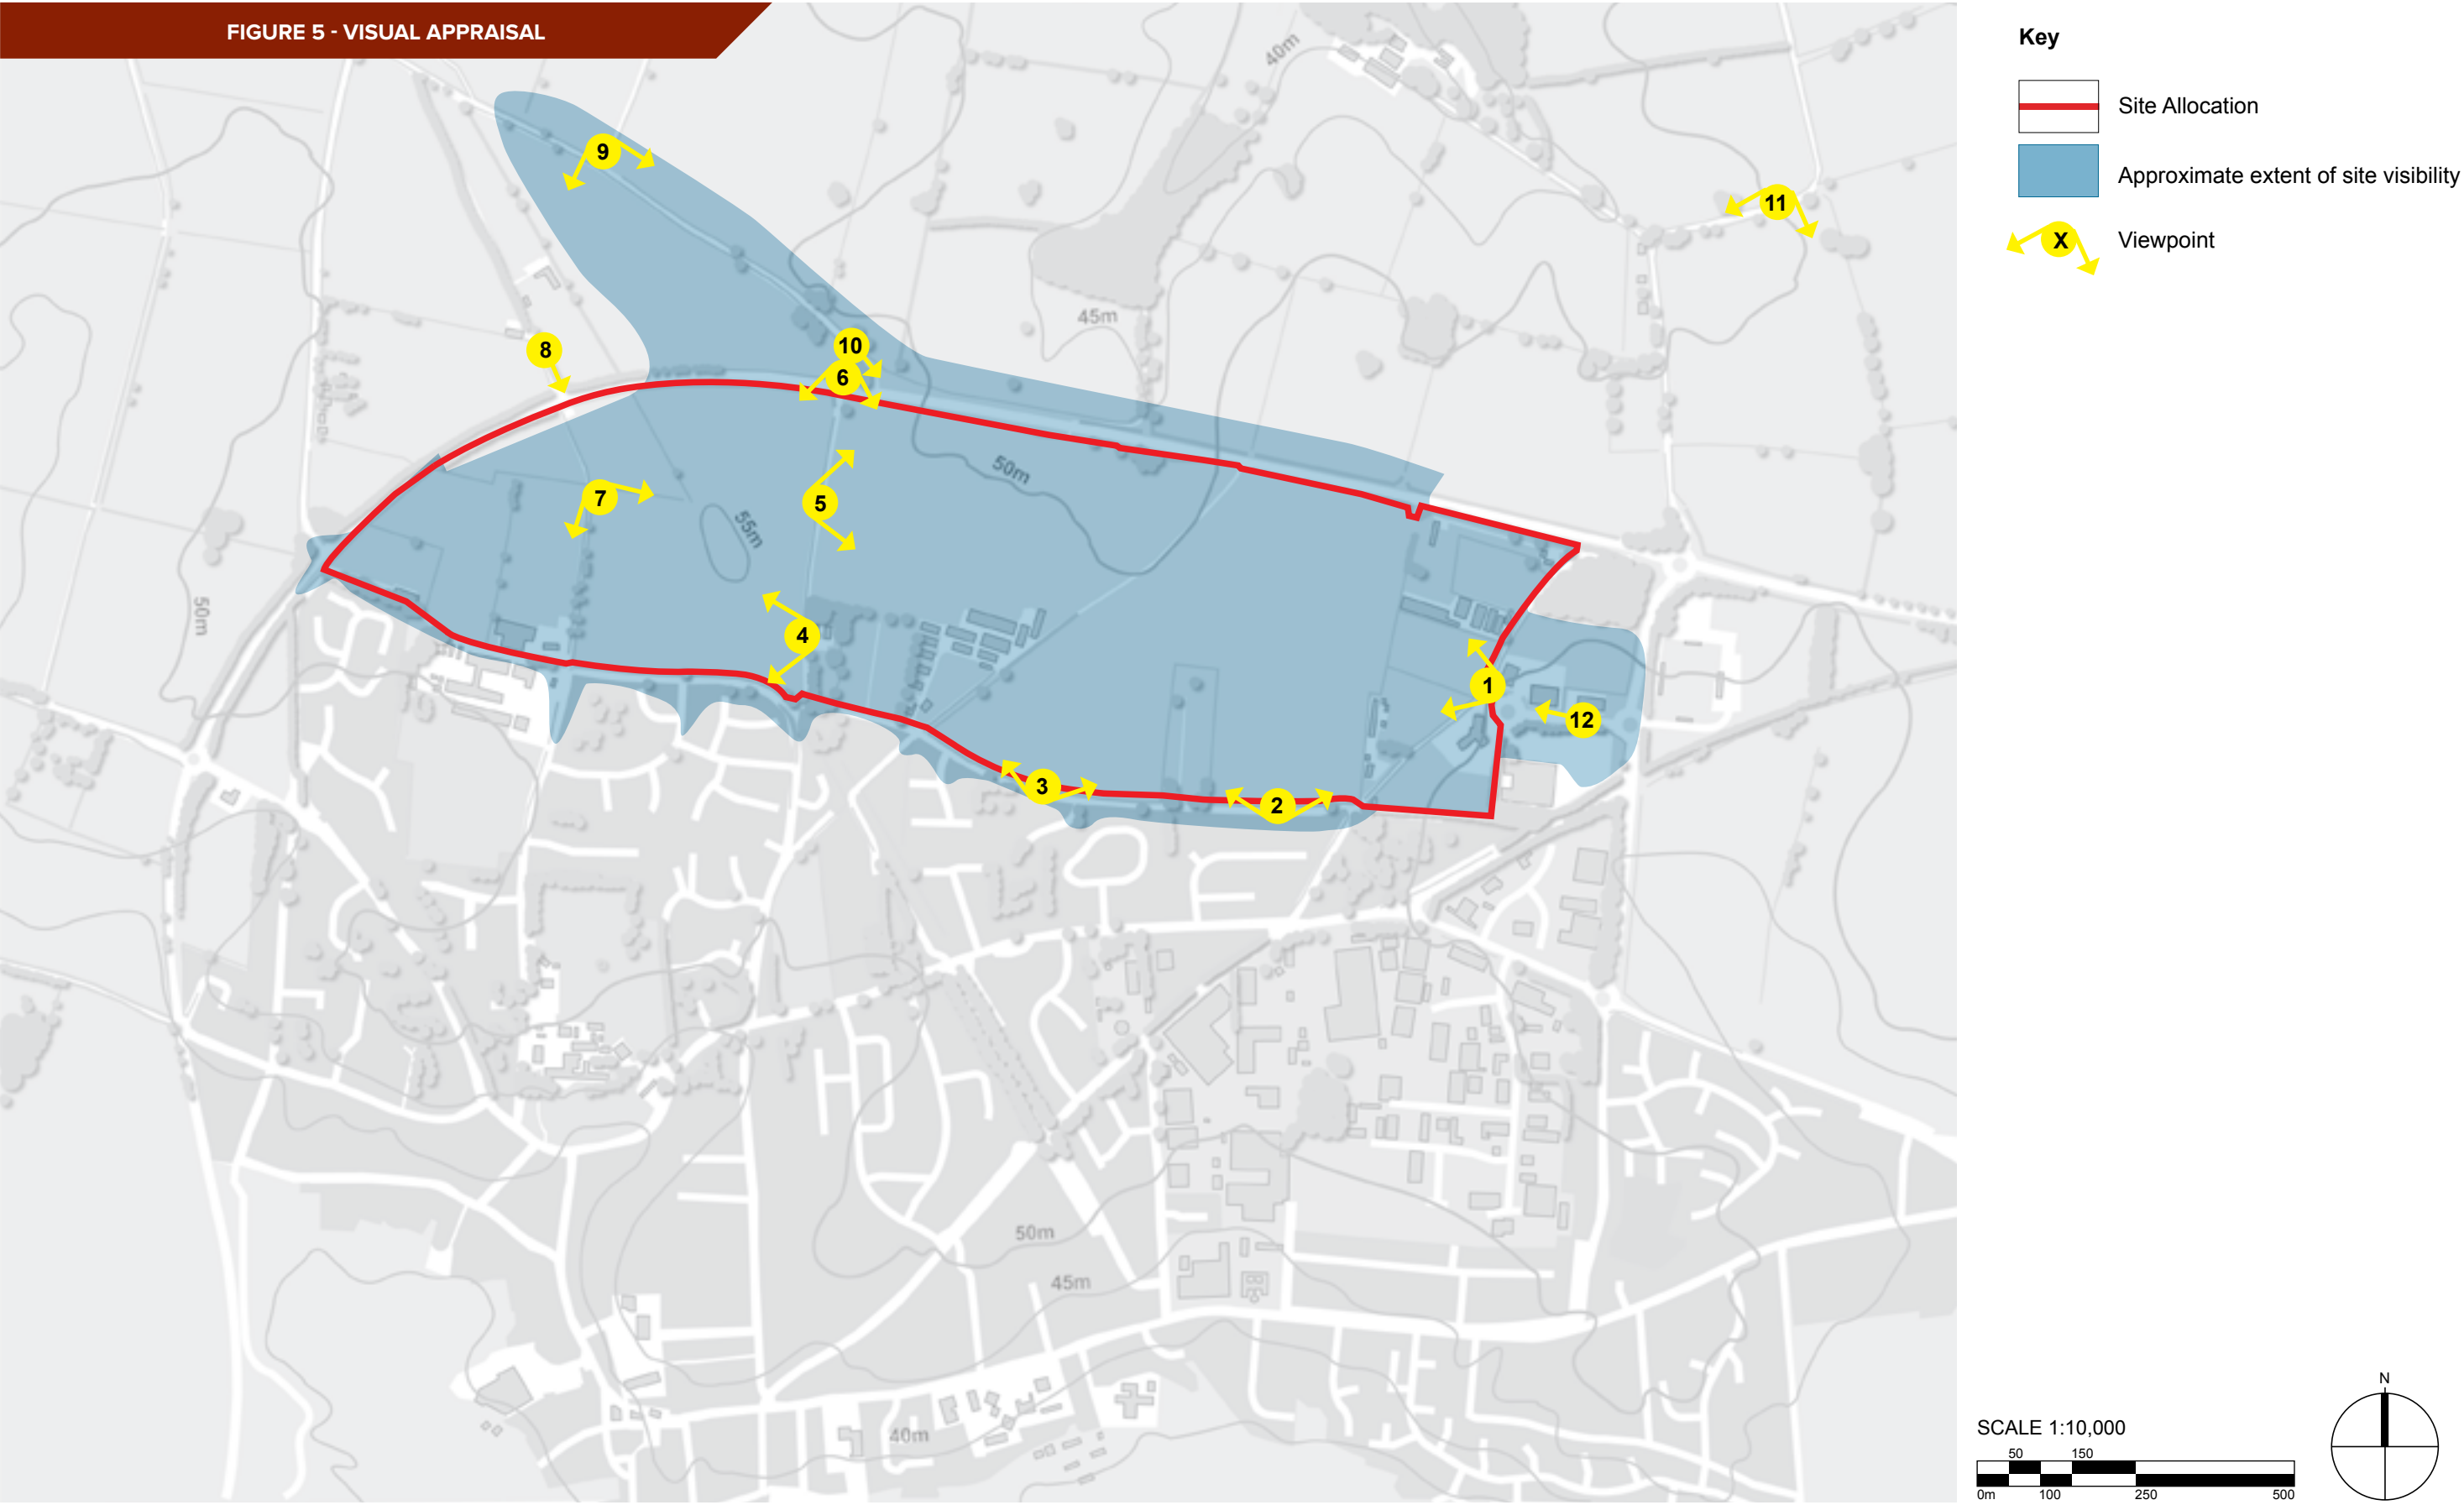 FIGURE 5 - VISUAL APPRAISAL
Key
Site Allocation
Approximate extent of site visibility
X
Viewpoint
40m
9
11
45m
10
8
6
50m
7
5
55m
50m
4
1
12
3
2
50m
45m
40m
N
SCALE 1:10,000
50 150
0m 100 250 500